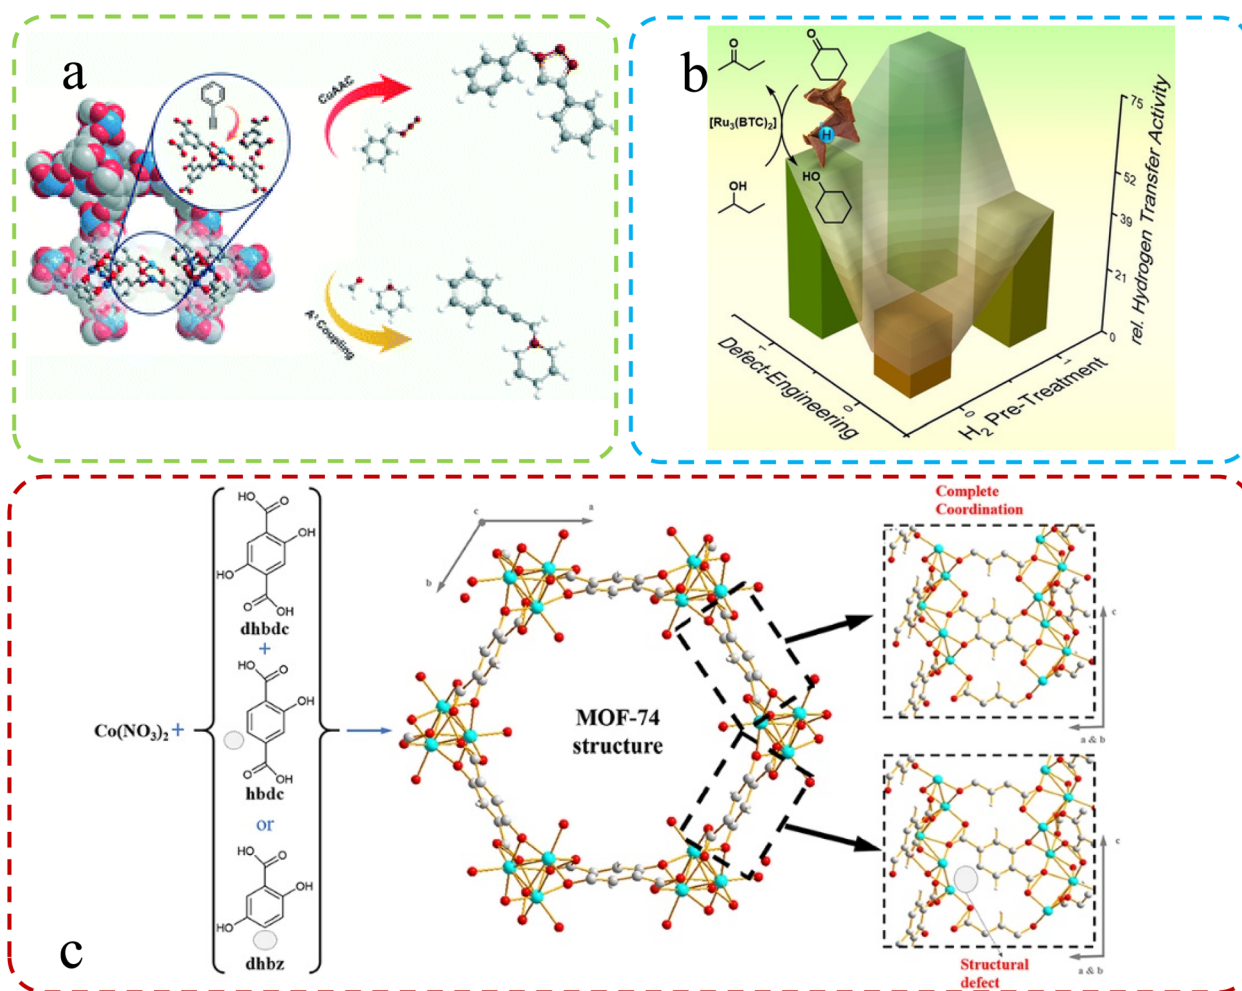 a
CuAAC
A³ Coupling
b
O
O
[Ru₃(BTC)₂]
H
OH
HO
75
52
39
21
0
rel. Hydrogen Transfer Activity
1
0
Defect-Engineering
0
1
H₂ Pre-Treatment
Co(NO₃)₂ +
HO
O
OH
HO
O
OH
dhbdc
+
HO
O
OH
O
OH
hbdc
or
HO
O
OH
HO
dhbz
c
a
b
MOF-74
structure
Complete
Coordination
c
a & b
c
a & b
Structural
defect
c